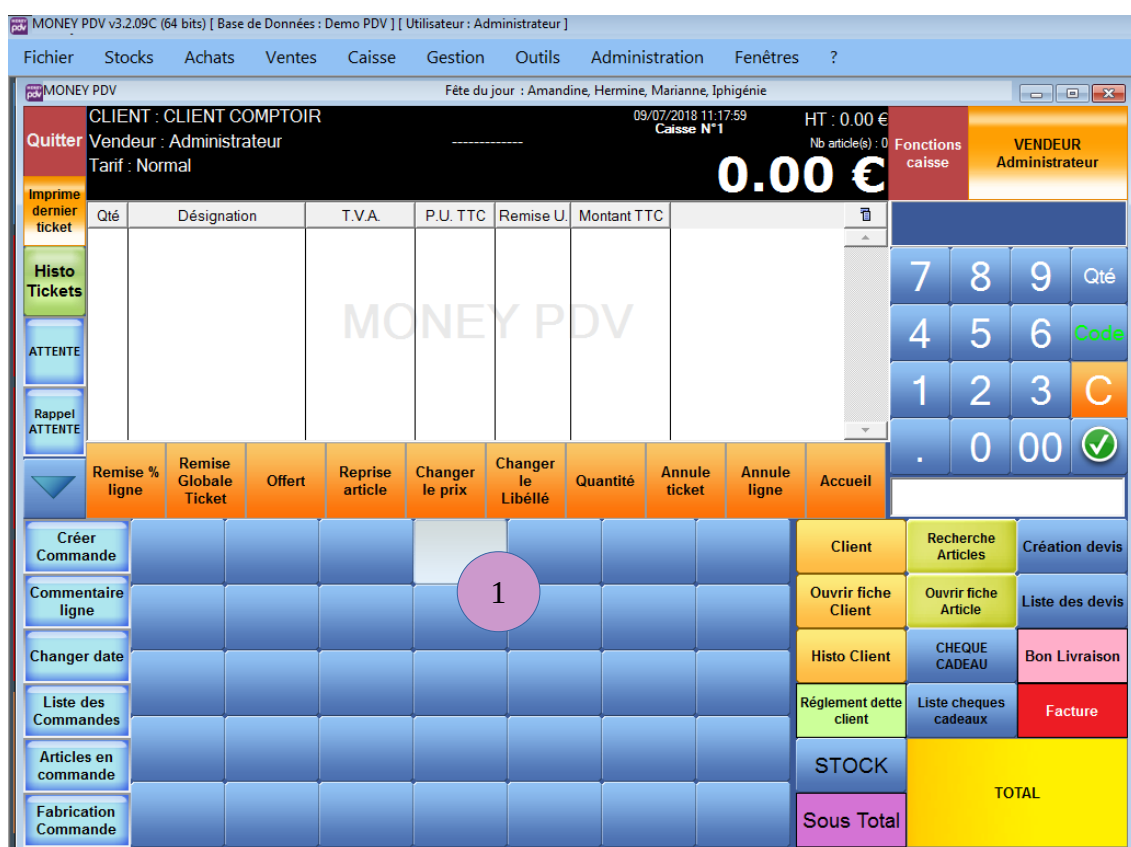 MONEY PDV v3.2.09C (64 bits) [ Base de Données : Demo PDV ] [ Utilisateur : Administrateur ]
Fichier Stocks Achats Ventes Caisse Gestion Outils Administration Fenêtres ?
MONEY PDV Fête du jour : Amandine, Hermine, Marianne, Iphigénie
Quitter
CLIENT : CLIENT COMPTOIR
Vendeur : Administrateur
Tarif : Normal
------------
09/07/2018 11:17:59
Caisse N°1
HT : 0.00 €
Nb article(s) : 0
0.00 €
Fonctions
caisse
VENDEUR
Administrateur
Imprime
dernier
ticket
Histo
Tickets
ATTENTE
Rappel
ATTENTE
Qté Désignation T.V.A. P.U. TTC Remise U. Montant TTC
MONEY PDV
7 8 9 Qté
4 5 6 Code
1 2 3 C
. 0 00
Remise %
ligne
Remise
Globale
Ticket
Offert
Reprise
article
Changer
le prix
Changer
le
Libéllé
Quantité
Annule
ticket
Annule
ligne
Accueil
Créer
Commande
Commentaire
ligne
Changer date
Liste des
Commandes
Articles en
commande
Fabrication
Commande
1
Client
Recherche
Articles
Création devis
Ouvrir fiche
Client
Ouvrir fiche
Article
Liste des devis
Histo Client
CHEQUE
CADEAU
Bon Livraison
Réglement dette
client
Liste cheques
cadeaux
Facture
STOCK
Sous Total
TOTAL